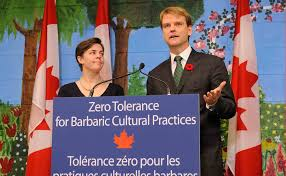 Zero Tolerance
for Barbaric Cultural Practices
Tolérance zéro pour les
pratiques culturelles barbares